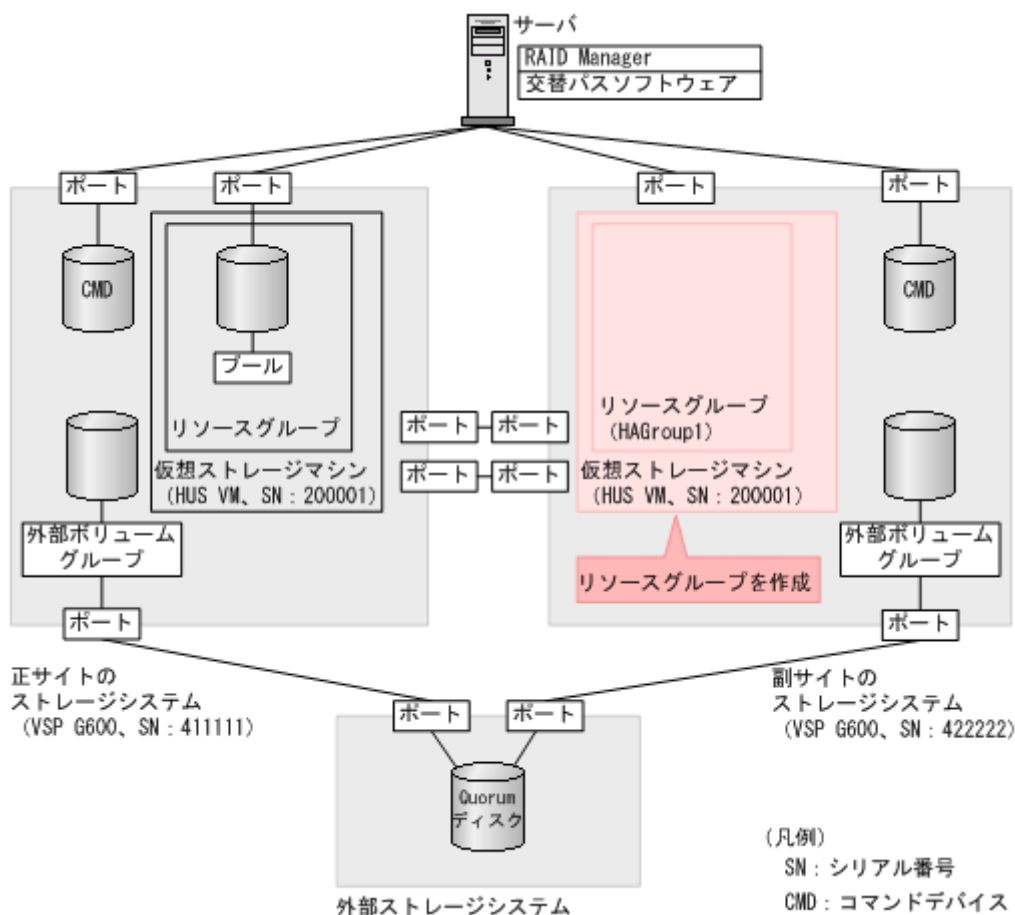 サーバ
RAID Manager
交替パスソフトウェア
ポート
ポート
ポート
ポート
CMD
プール
リソースグループ
仮想ストレージマシン
(HUS VM、SN：200001)
外部ボリューム
グループ
ポート
ポート
ポート
ポート
ポート
リソースグループ
(HAGroup1)
仮想ストレージマシン
(HUS VM、SN：200001)
リソースグループを作成
CMD
外部ボリューム
グループ
ポート
正サイトの
ストレージシステム
(VSP G600、SN：411111)
副サイトの
ストレージシステム
(VSP G600、SN：422222)
ポート
ポート
Quorum
ディスク
外部ストレージシステム
(凡例)
SN：シリアル番号
CMD：コマンドデバイス